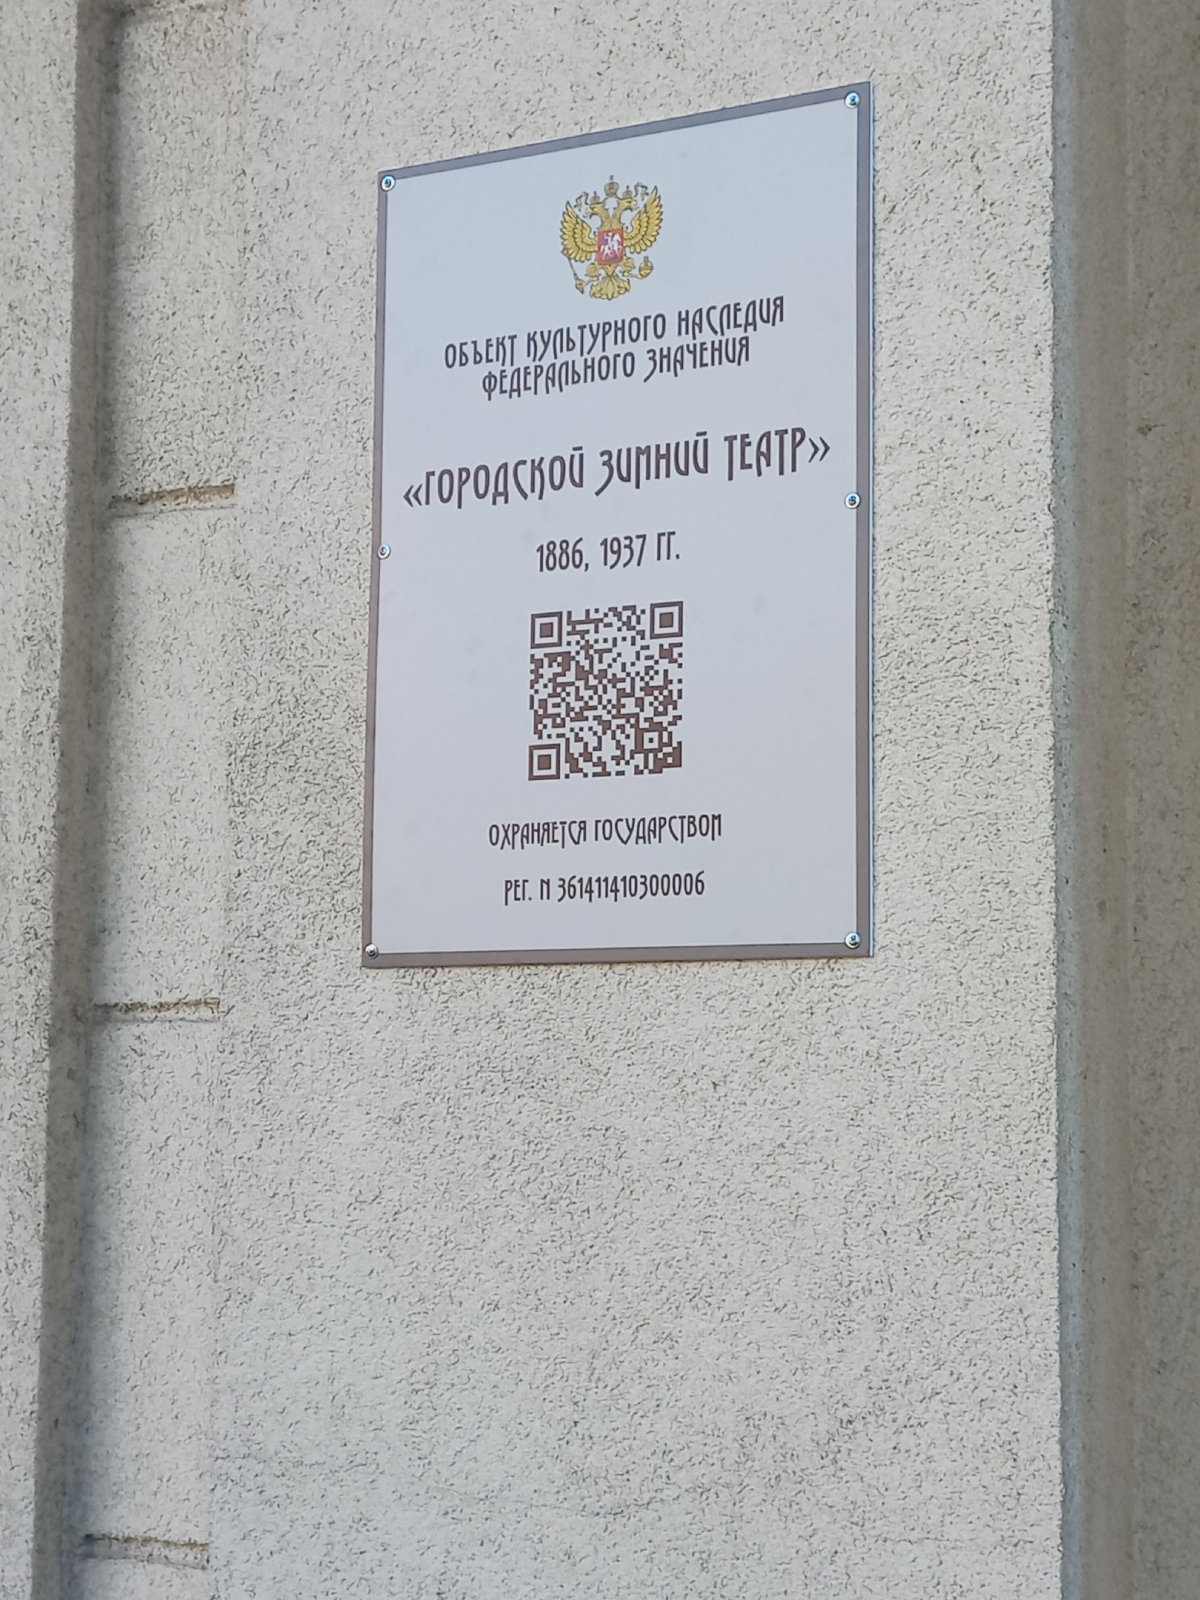 ОБЪЕКТ КУЛЬТУРНОГО НАСЛЕДИЯ
ФЕДЕРАЛЬНОГО ЗНАЧЕНИЯ
«ГОРОДСКОЙ ЗИМНИЙ ТЕАТР»
1886, 1937 ГГ.
ОХРАНЯЕТСЯ ГОСУДАРСТВОМ
РЕГ. N 361411410300006